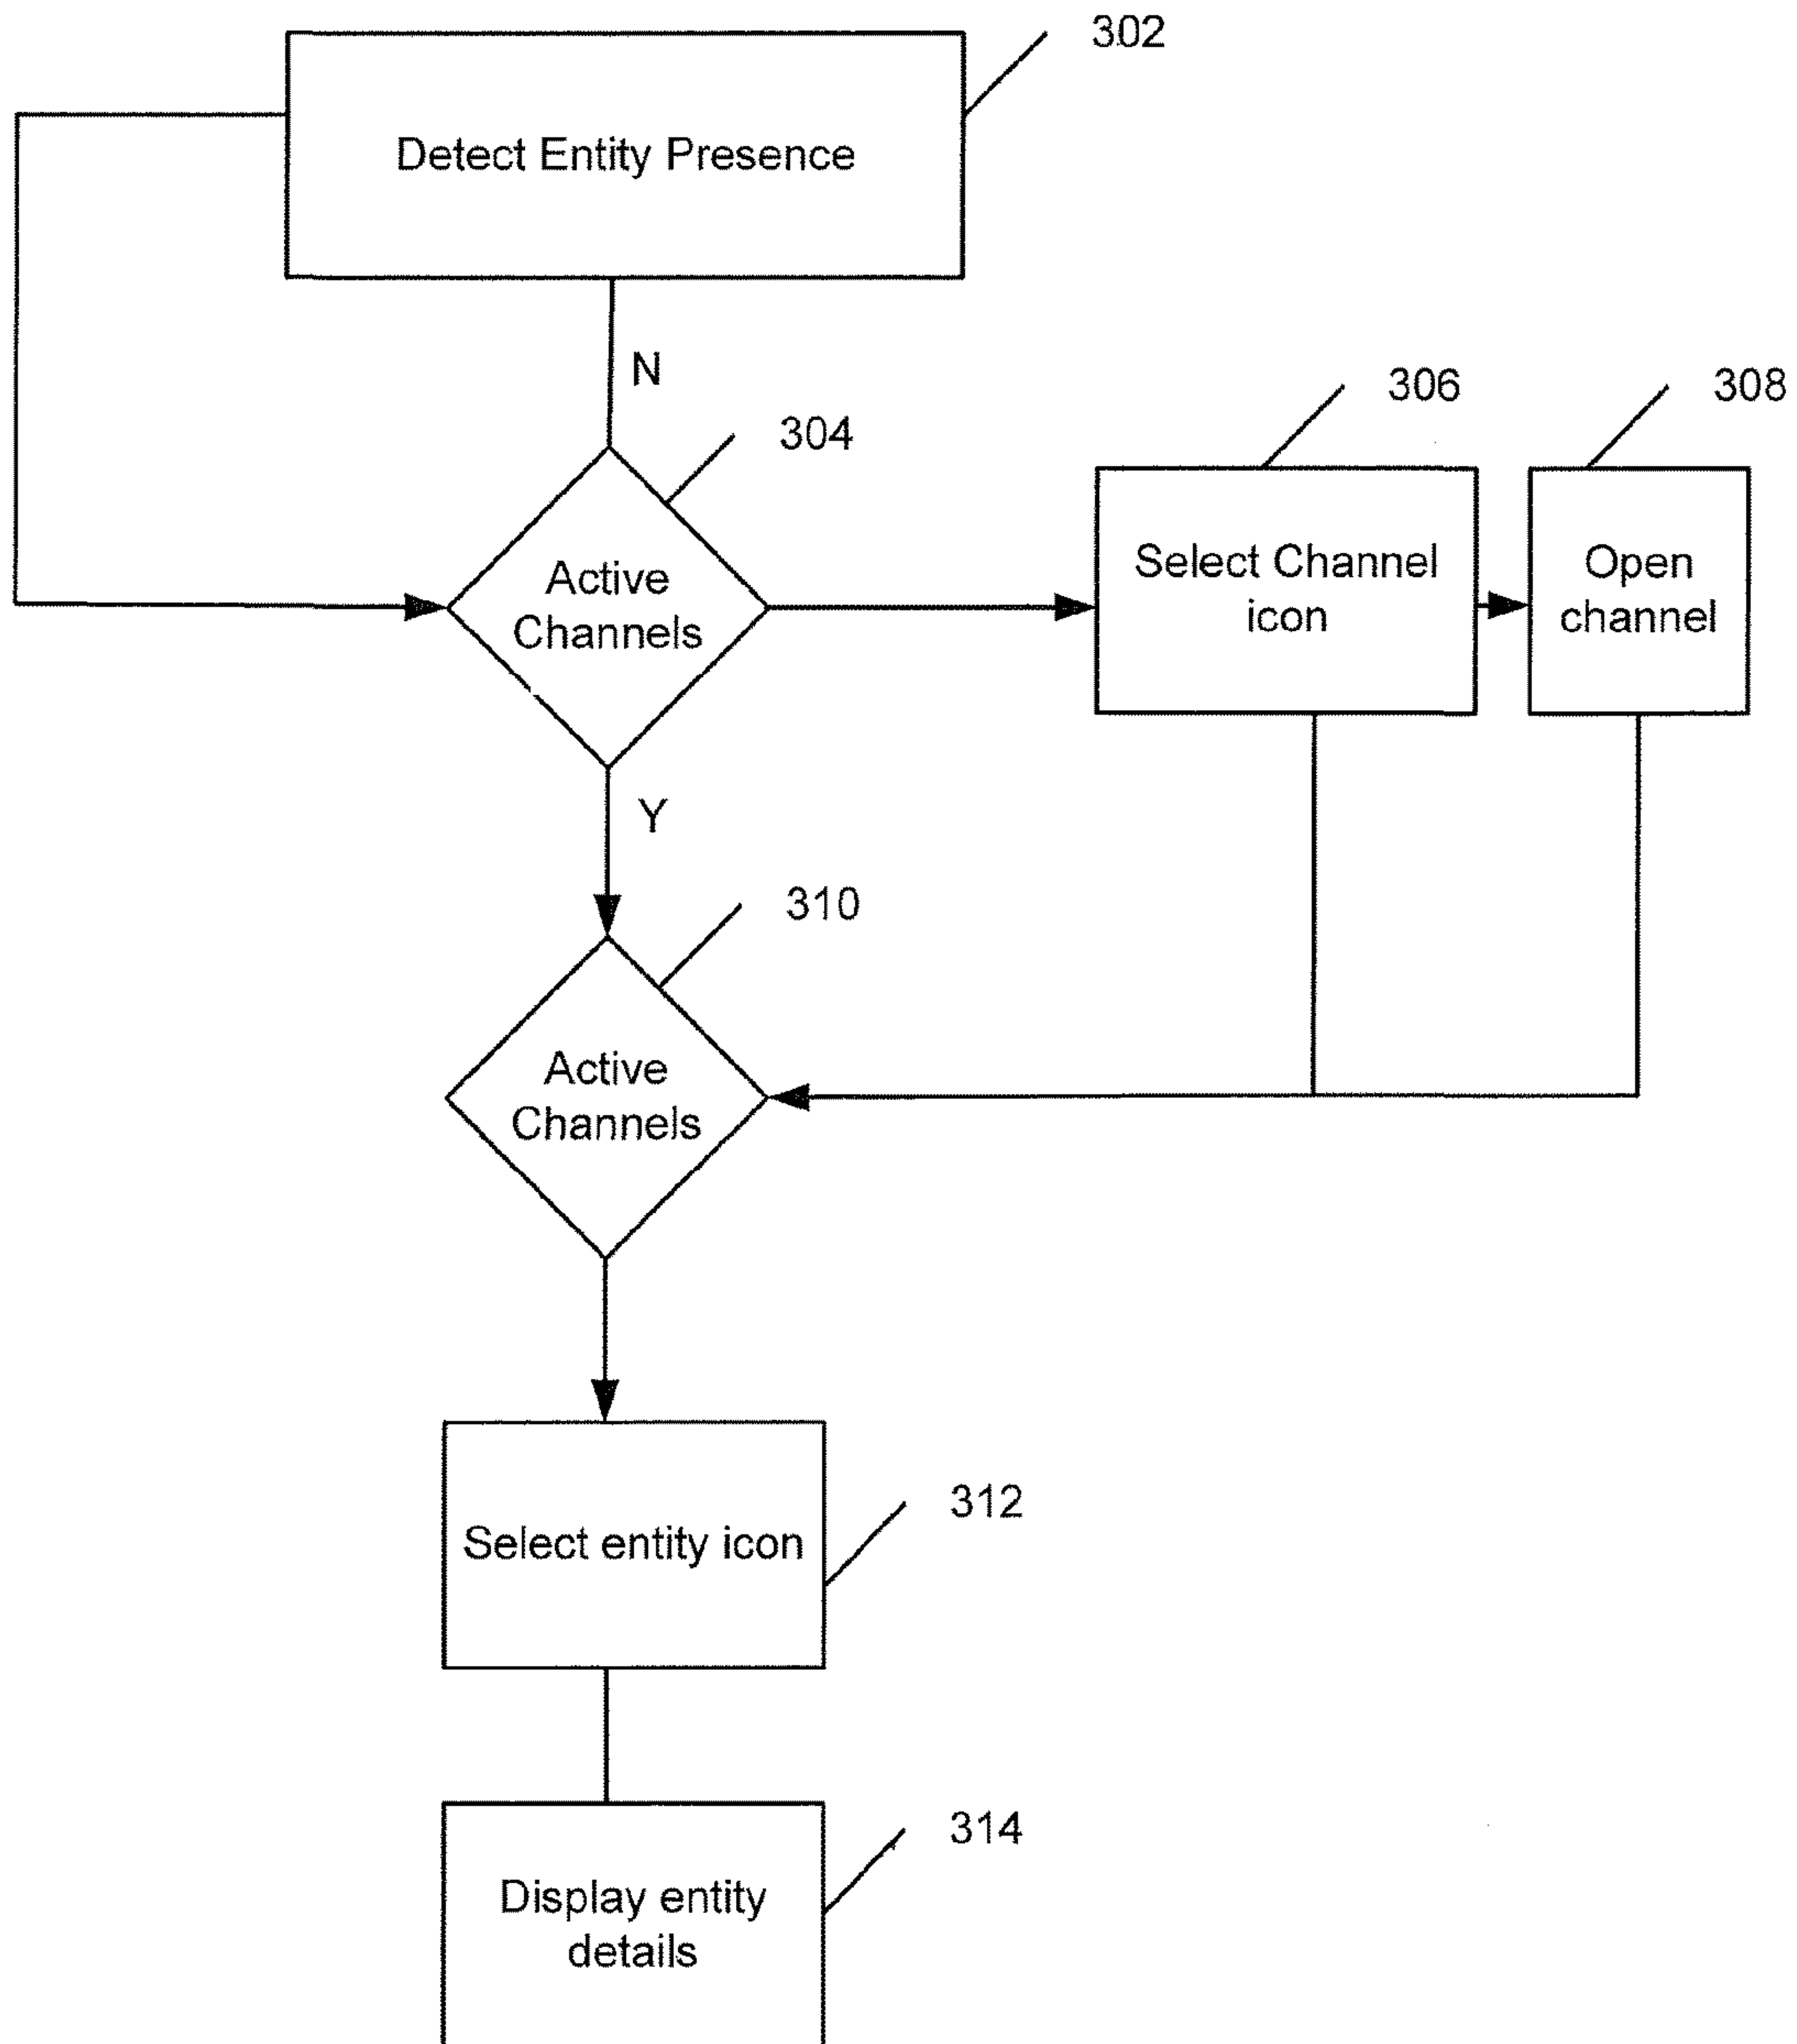 302
Detect Entity Presence
N
304
306
308
Active
Channels
Select Channel
icon
Open
channel
Y
310
Active
Channels
312
Select entity icon
314
Display entity
details